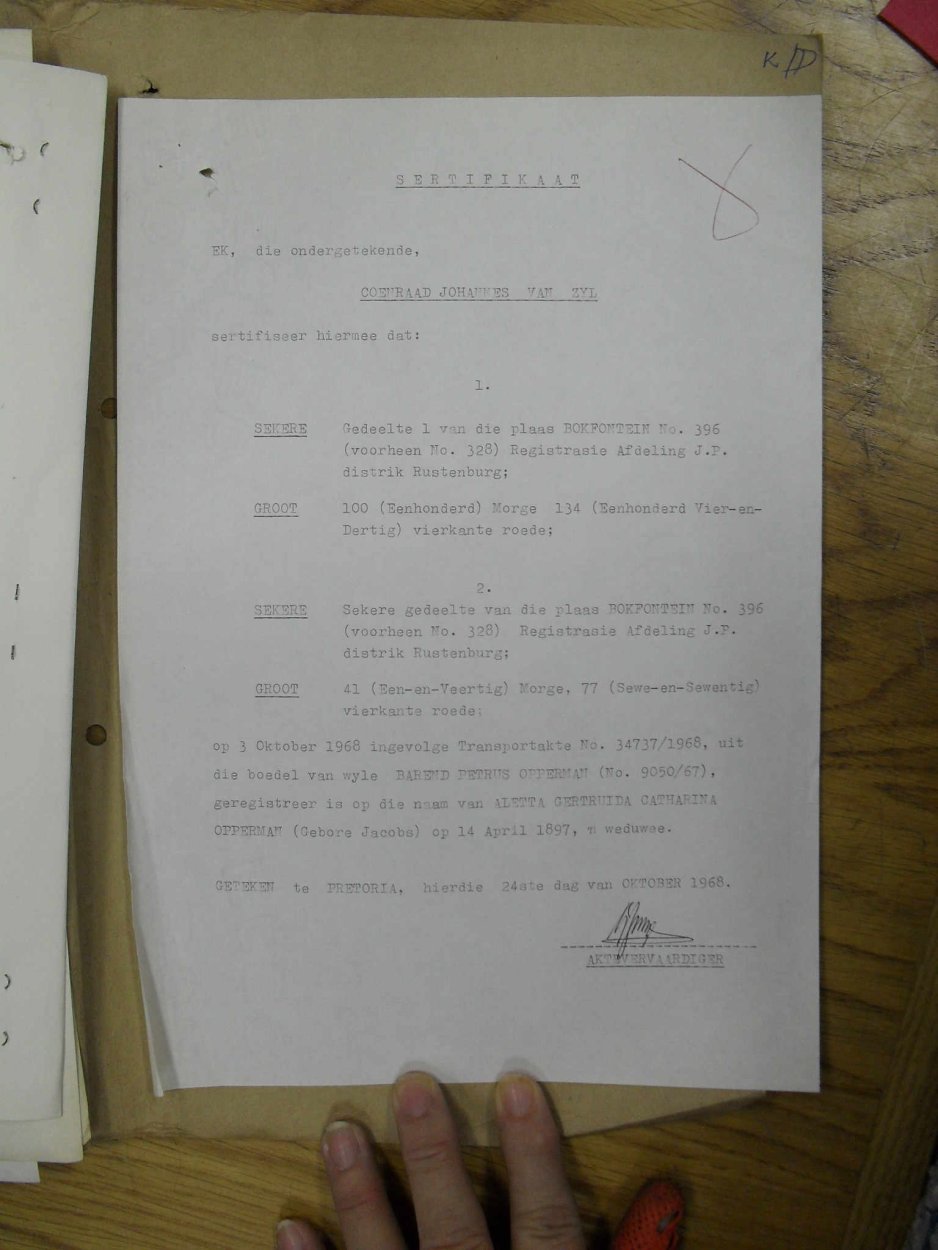 K/D
S E R T I F I K A A T
EK, die ondergetekende,
COENRAAD JOHANNES VAN ZYL
sertifiseer hiermee dat:
1.
SEKERE Gedeelte 1 van die plaas BOKFONTEIN No. 396
(voorheen No. 328) Registrasie Afdeling J.P.
distrik Rustenburg;
GROOT 100 (Eenhonderd) Morge 134 (Eenhonderd Vier-en-
Dertig) vierkante roede;
2.
SEKERE Sekere gedeelte van die plaas BOKFONTEIN No. 396
(voorheen No. 328) Registrasie Afdeling J.P.
distrik Rustenburg;
GROOT 41 (Een-en-Veertig) Morge, 77 (Sewe-en-Sewentig)
vierkante roede;
op 3 Oktober 1968 ingevolge Transportakte No. 34737/1968, uit
die boedel van wyle BAREND PETRUS OPPERMAN (No. 9050/67),
geregistreer is op die naam van ALETTA GERTRUIDA CATHARINA
OPPERMAN (Gebore Jacobs) op 14 April 1897, 'n weduwee.
GETEKEN te PRETORIA, hierdie 24ste dag van OKTOBER 1968.
AKTEVERVAARDIGER